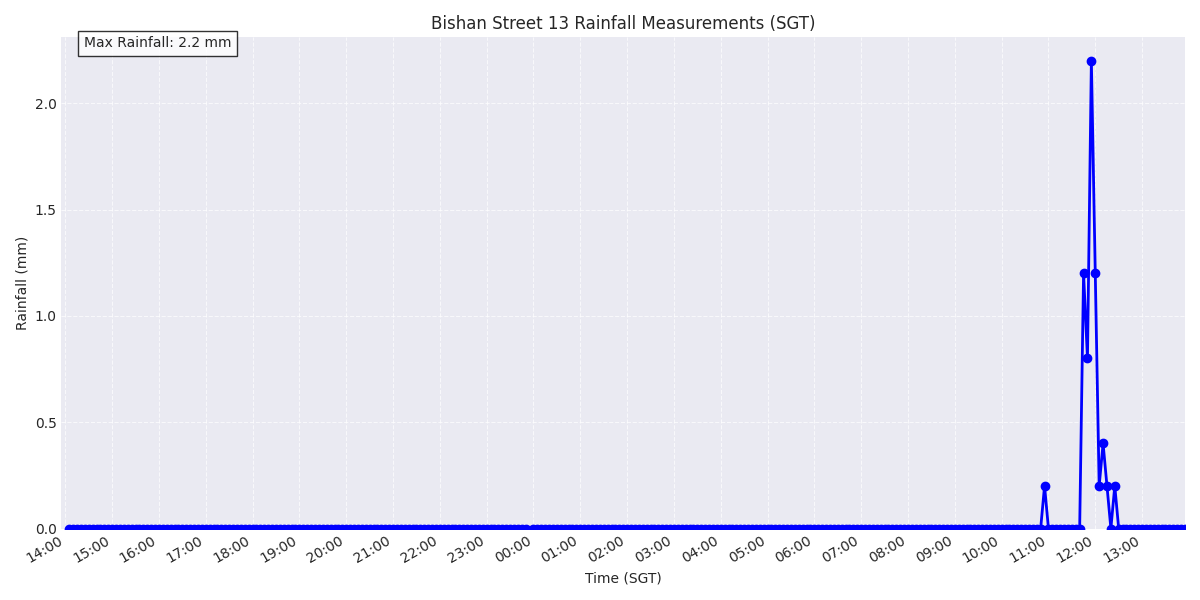 Bishan Street 13 Rainfall Measurements (SGT)
Max Rainfall: 2.2 mm
Rainfall (mm)
2.0
1.5
1.0
0.5
0.0
14:00 15:00 16:00 17:00 18:00 19:00 20:00 21:00 22:00 23:00 00:00 01:00 02:00 03:00 04:00 05:00 06:00 07:00 08:00 09:00 10:00 11:00 12:00 13:00
Time (SGT)